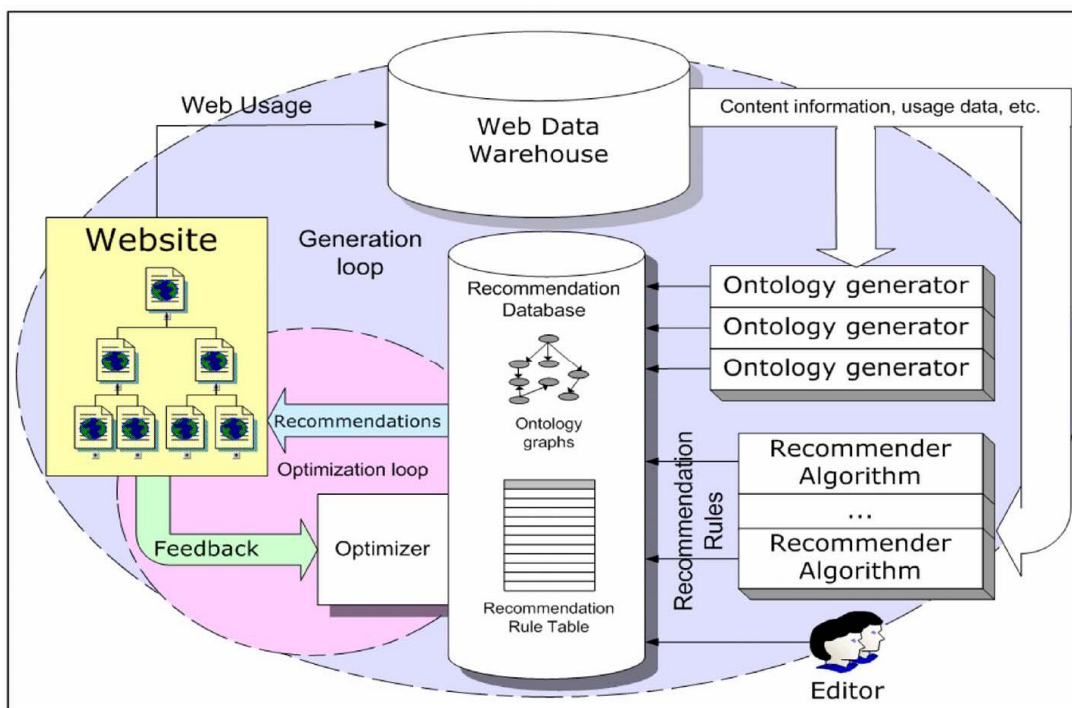 Web Usage
Web Data
Warehouse
Content information, usage data, etc.
Website
Generation
loop
Recommendation
Database
Ontology generator
Ontology generator
Ontology generator
Recommendations
Ontology
graphs
Optimization loop
Recommendation
Rules
Recommender
Algorithm
...
Recommender
Algorithm
Feedback
Optimizer
Recommendation
Rule Table
Editor